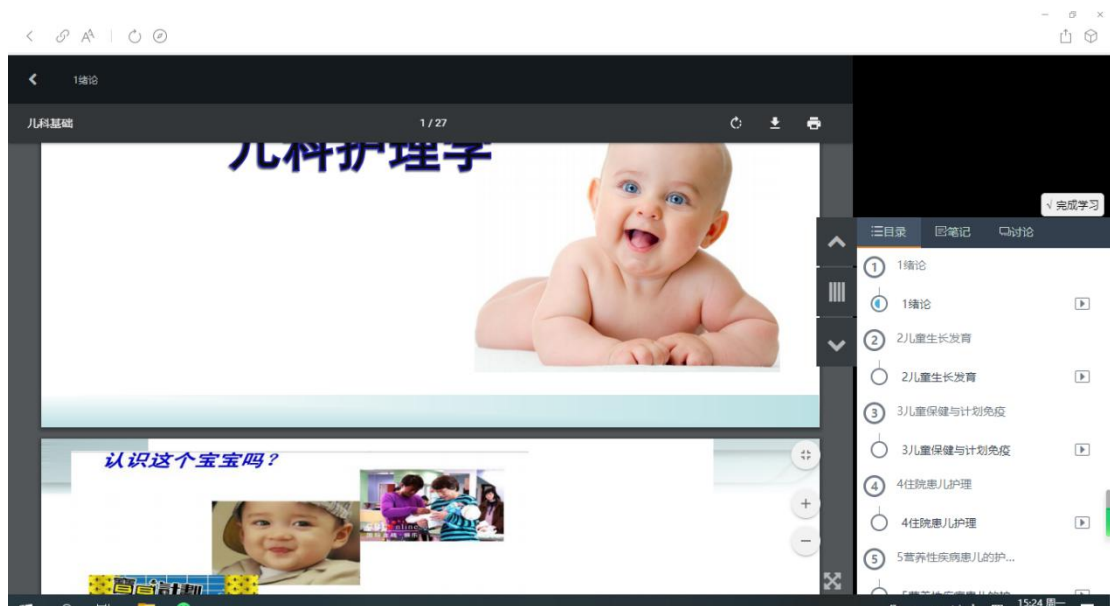 1绪论
儿科基础
1 / 27
儿科护理学
√ 完成学习
目录 笔记 讨论
1 1绪论
1绪论
2 2儿童生长发育
2儿童生长发育
3 3儿童保健与计划免疫
3儿童保健与计划免疫
4 4住院患儿护理
4住院患儿护理
5 5营养性疾病患儿的护...
认识这个宝宝吗?
15:24 周一